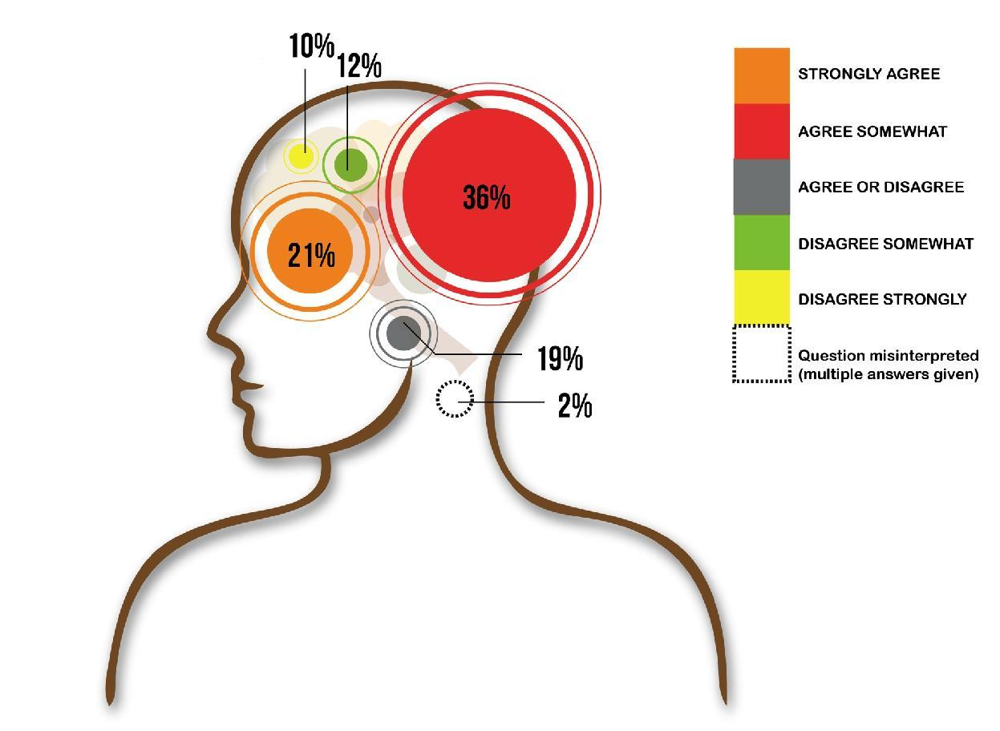 10%
12%
36%
21%
19%
2%
STRONGLY AGREE
AGREE SOMEWHAT
AGREE OR DISAGREE
DISAGREE SOMEWHAT
DISAGREE STRONGLY
Question misinterpreted
(multiple answers given)